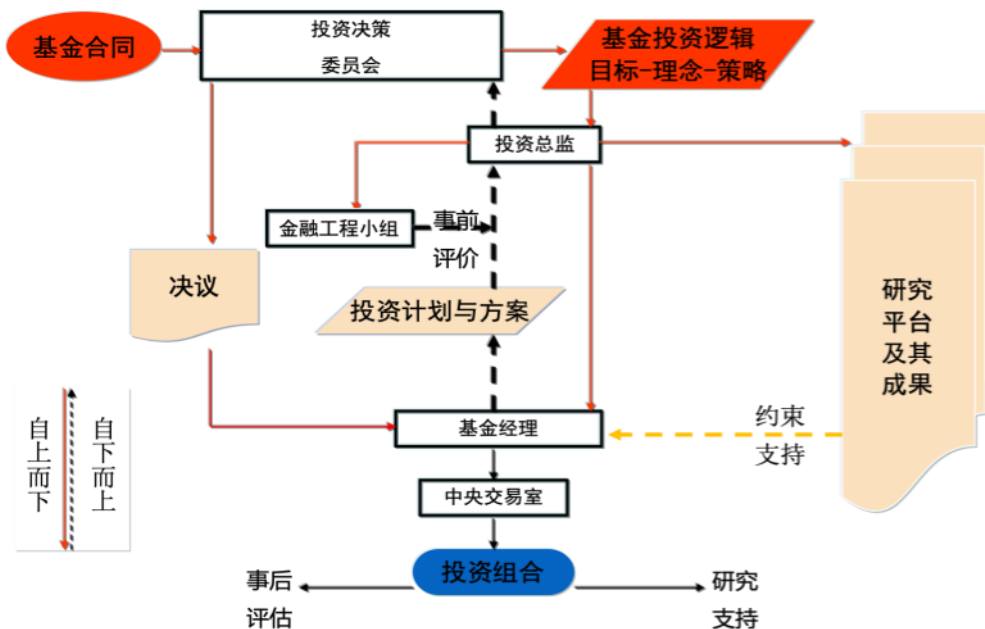 基金合同
投资决策
委员会
基金投资逻辑
目标-理念-策略
投资总监
金融工程小组
事前
评价
决议
投资计划与方案
研究
平台
及其
成果
自上而下
自下而上
基金经理
约束
支持
中央交易室
投资组合
事后
评估
研究
支持